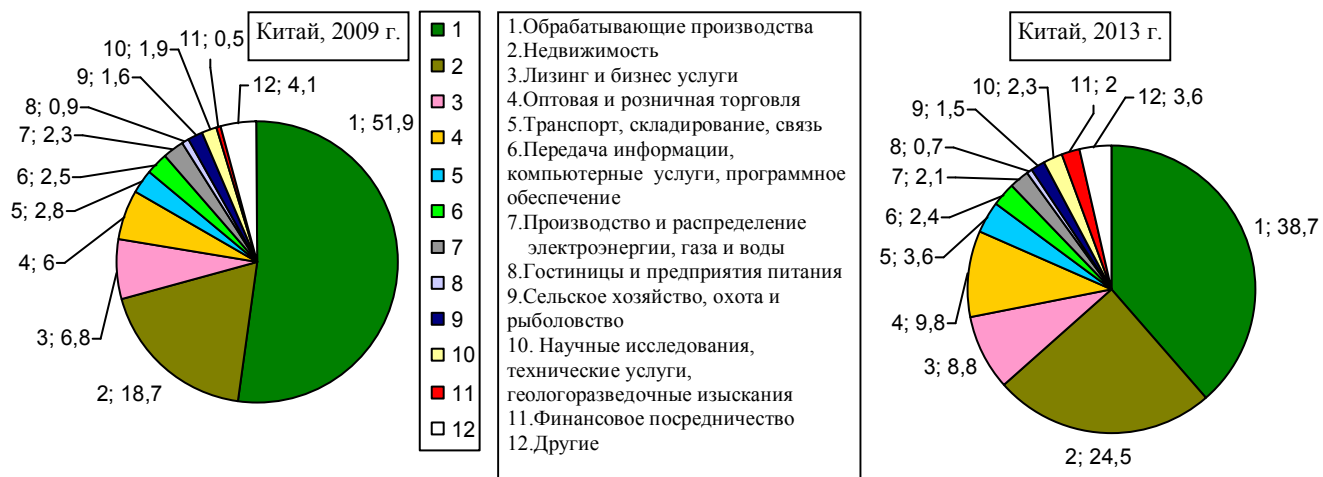 Китай, 2009 г.
1; 51,9
2; 18,7
3; 6,8
4; 6
5; 2,8
6; 2,5
7; 2,3
8; 0,9
9; 1,6
10; 1,9
11; 0,5
12; 4,1
1
2
3
4
5
6
7
8
9
10
11
12
1.Обрабатывающие производства
2.Недвижимость
3.Лизинг и бизнес услуги
4.Оптовая и розничная торговля
5.Транспорт, складирование, связь
6.Передача информации,
компьютерные услуги, программное
обеспечение
7.Производство и распределение
электроэнергии, газа и воды
8.Гостиницы и предприятия питания
9.Сельское хозяйство, охота и
рыболовство
10. Научные исследования,
технические услуги,
геологоразведочные изыскания
11.Финансовое посредничество
12.Другие
Китай, 2013 г.
1; 38,7
2; 24,5
3; 8,8
4; 9,8
5; 3,6
6; 2,4
7; 2,1
8; 0,7
9; 1,5
10; 2,3
11; 2
12; 3,6